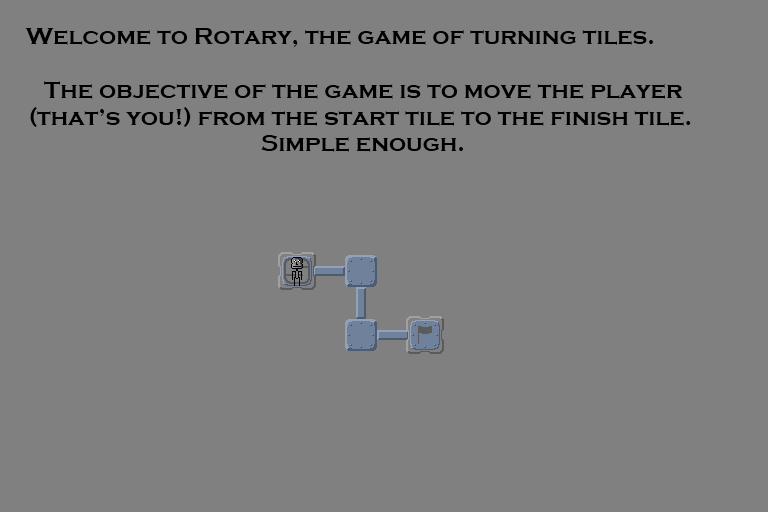 Welcome to Rotary, the game of turning tiles.
The objective of the game is to move the player
(that's you!) from the start tile to the finish tile.
Simple enough.